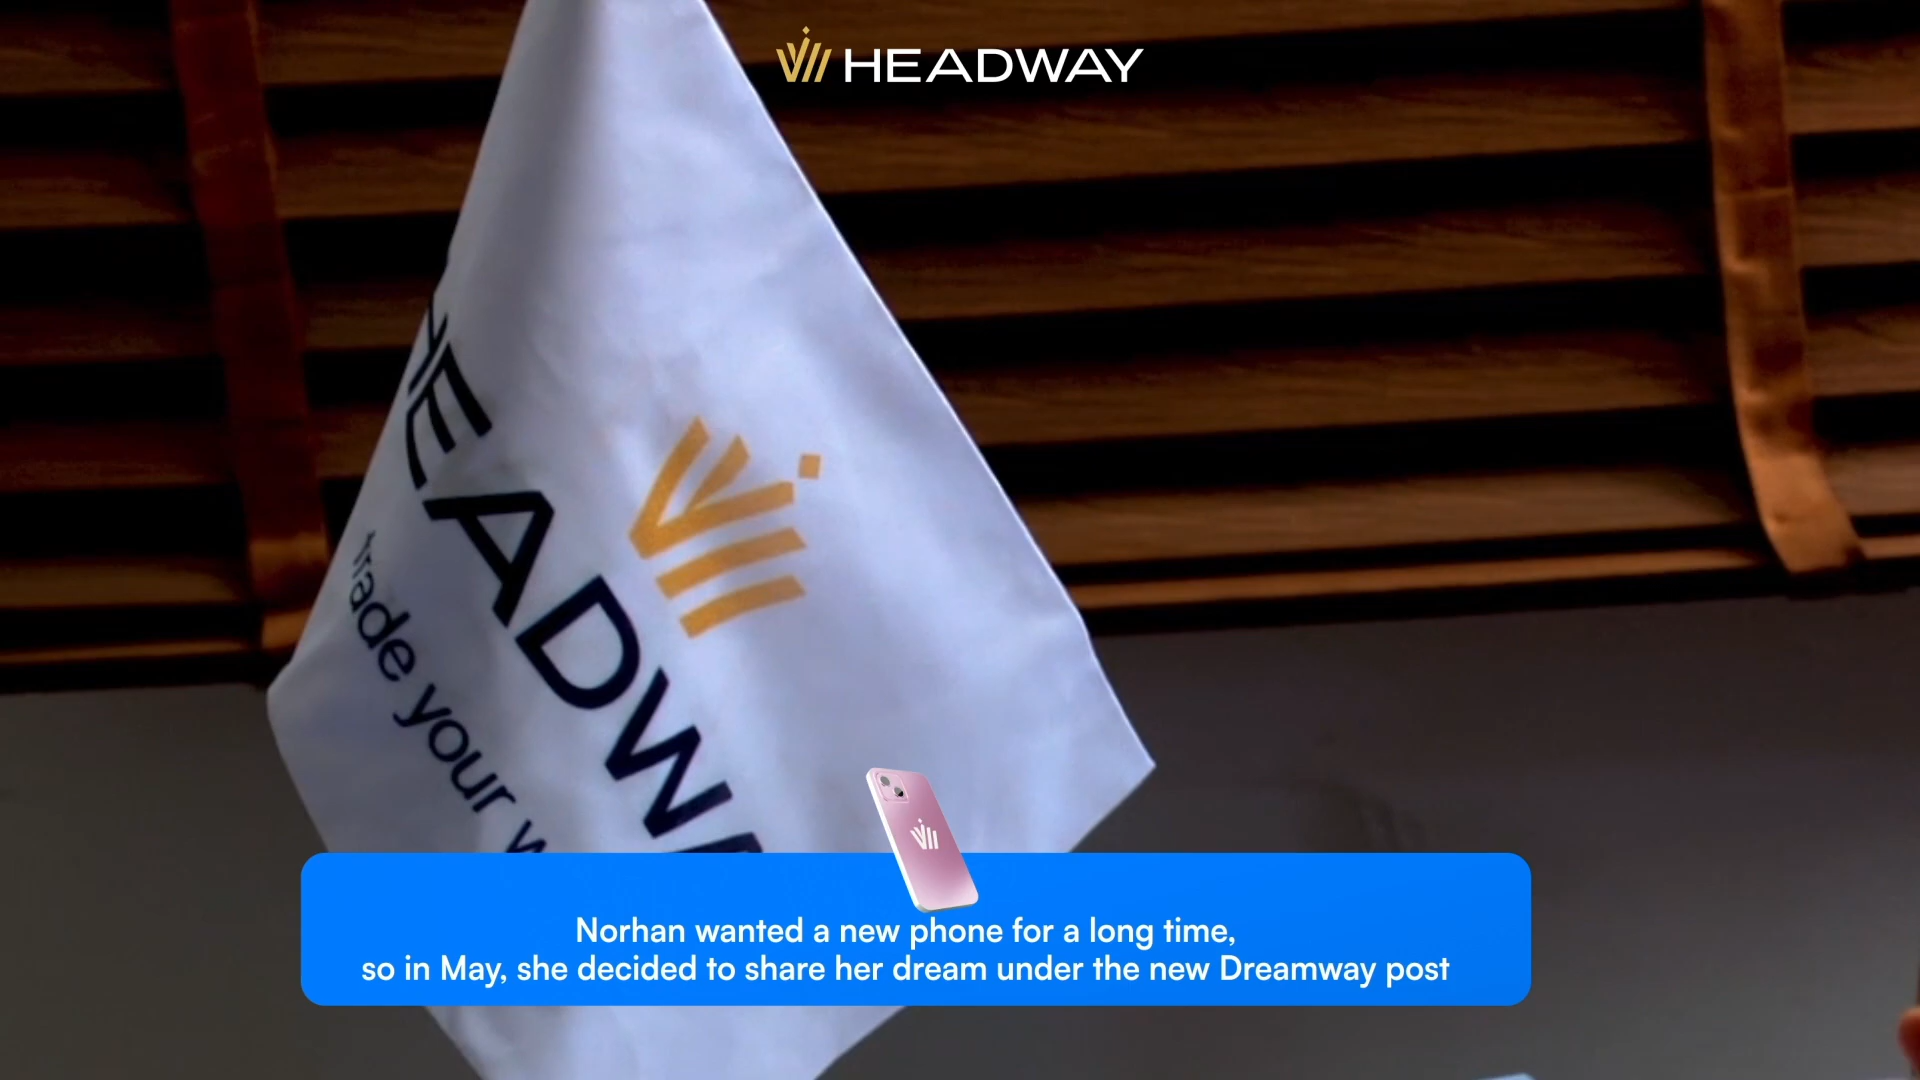 HEADWAY
HEADWA
Trade your w
Norhan wanted a new phone for a long time,
so in May, she decided to share her dream under the new Dreamway post